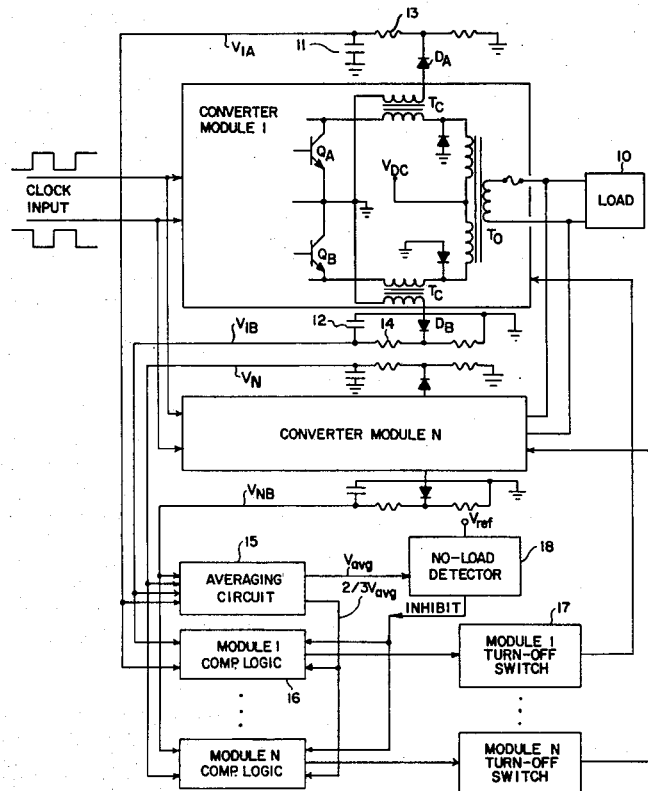 13
11
V1A
DA
CONVERTER
MODULE 1
TC
QA
VDC
10
LOAD
CLOCK
INPUT
TO
QB
TC
V1B
12
14
DB
VN
CONVERTER MODULE N
VNB
Vref
15
18
AVERAGING
CIRCUIT
Vavg
NO-LOAD
DETECTOR
2/3Vavg
INHIBIT
17
MODULE 1
COMP. LOGIC
MODULE 1
TURN-OFF
SWITCH
16
MODULE N
COMP. LOGIC
MODULE N
TURN-OFF
SWITCH